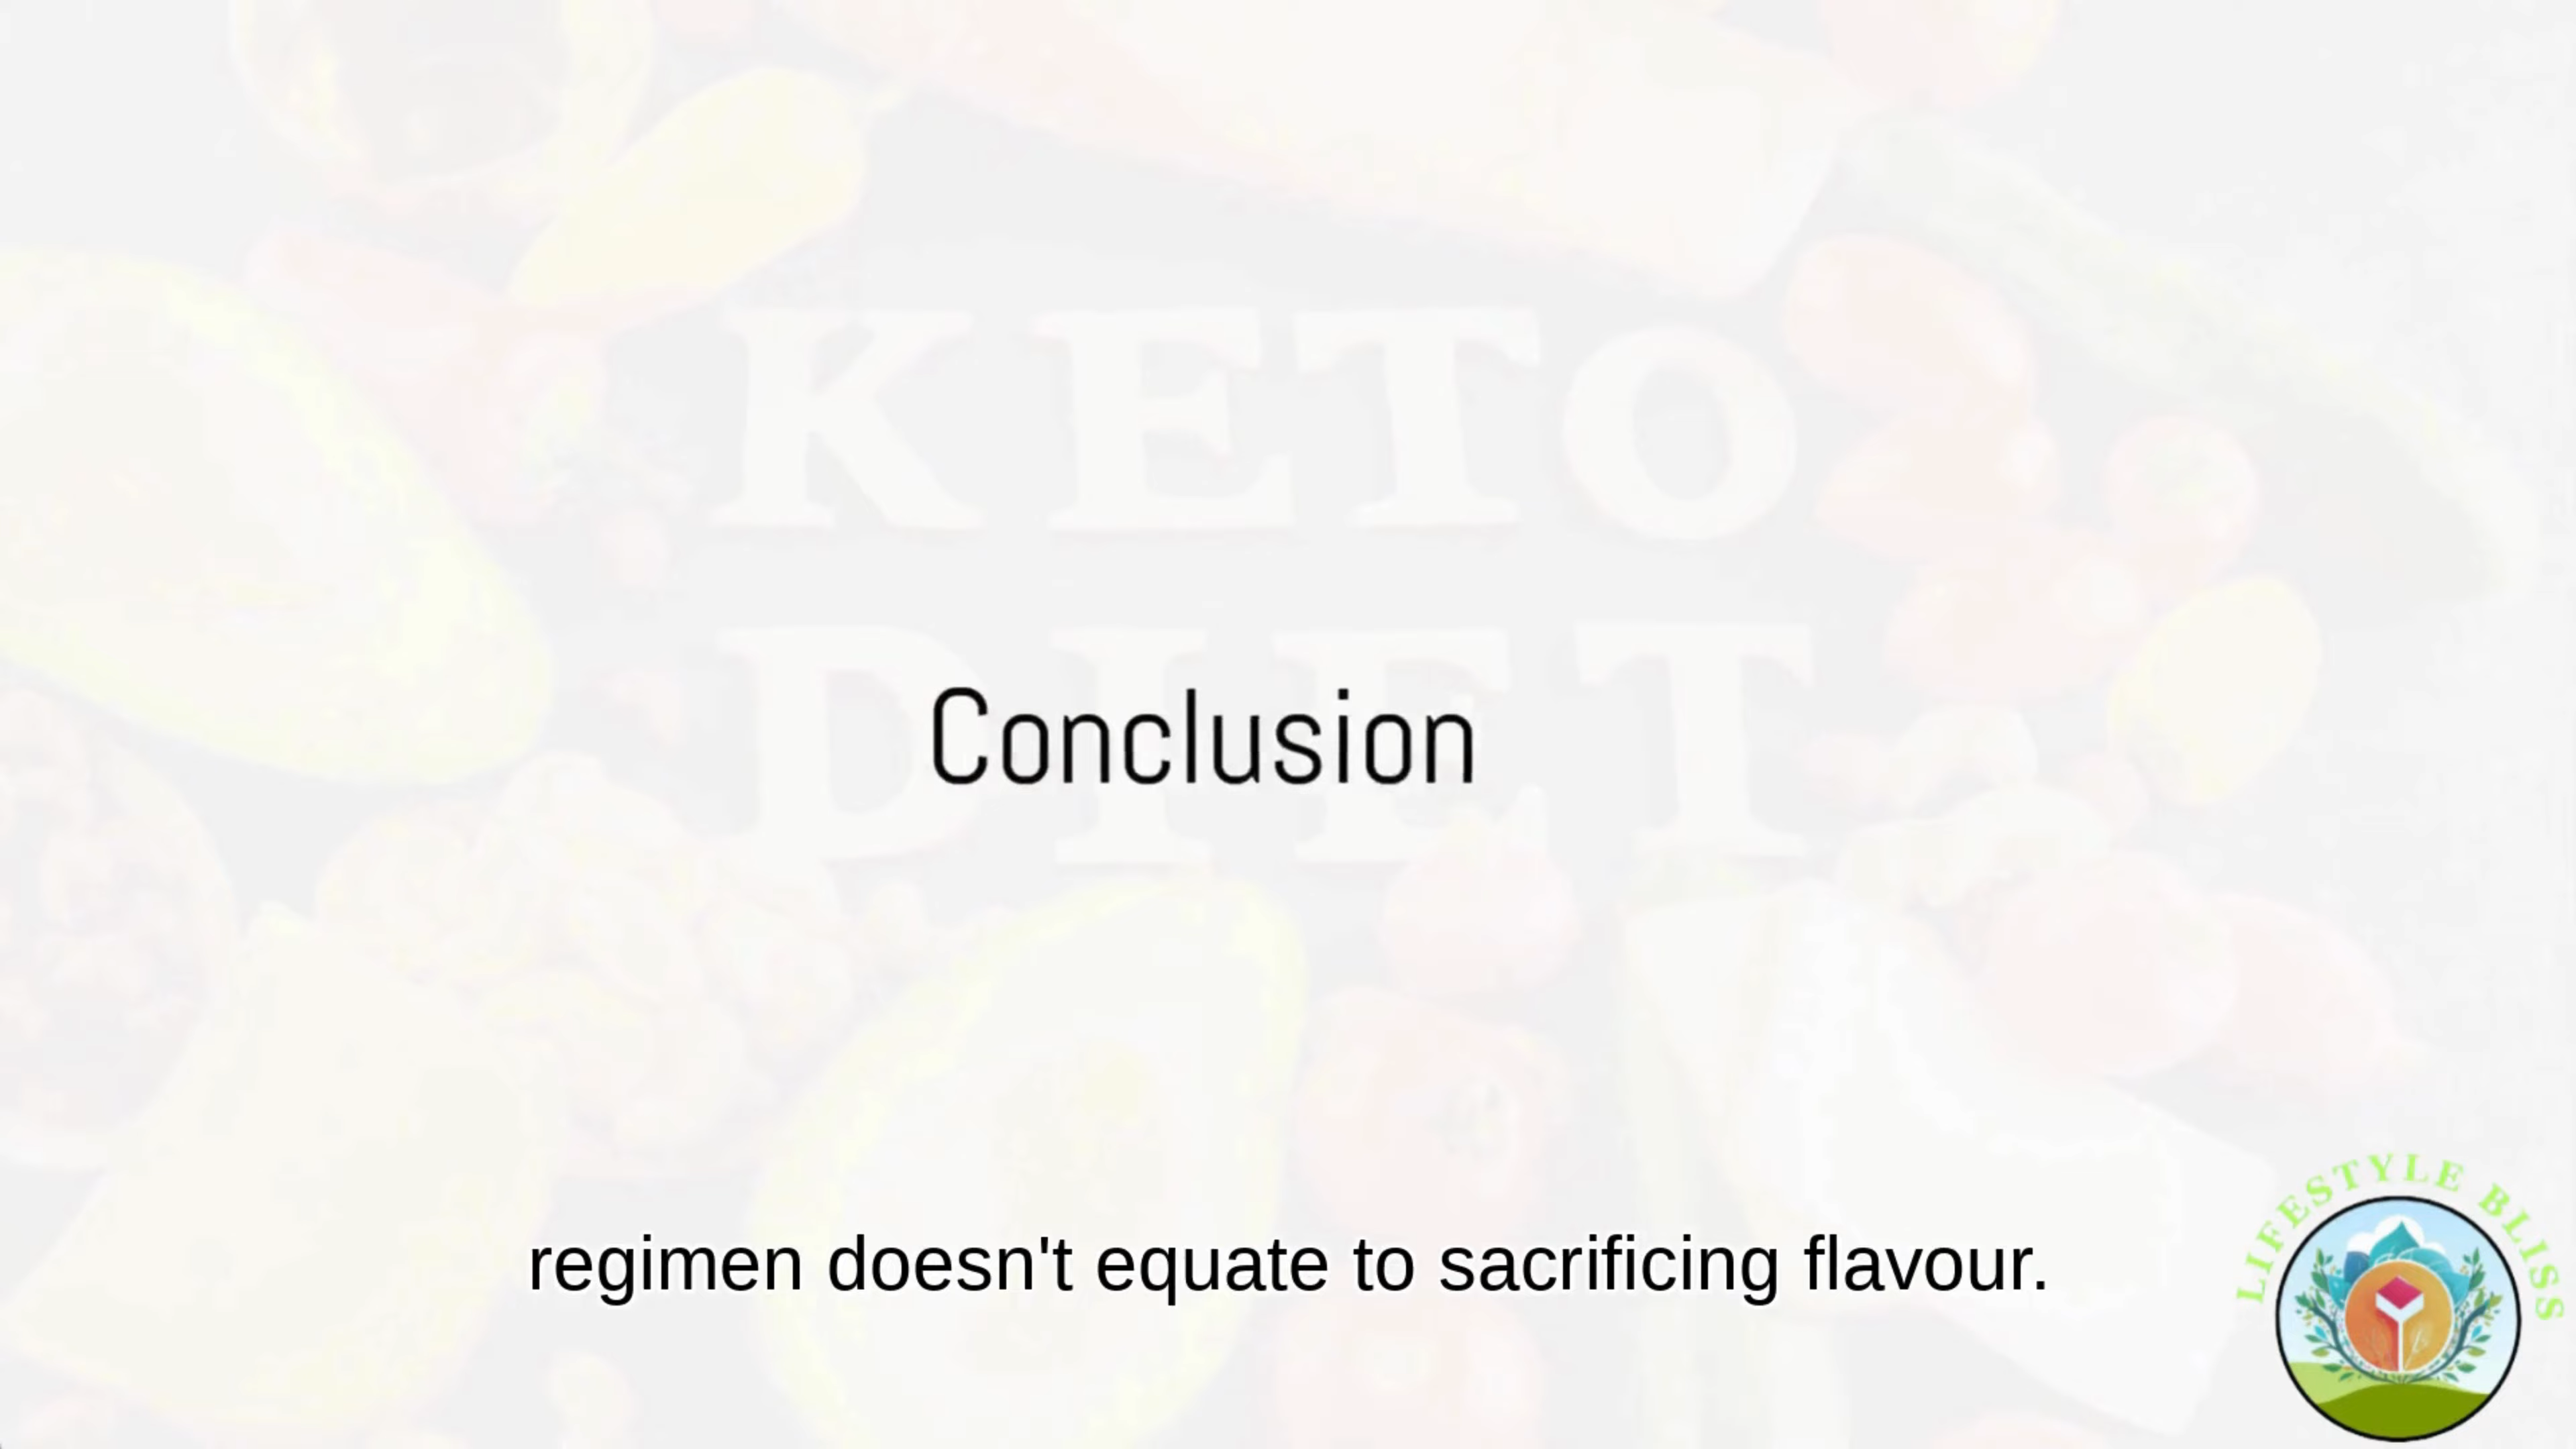 KETO
DIET
Conclusion
regimen doesn't equate to sacrificing flavour.
LIFESTYLE BLISS